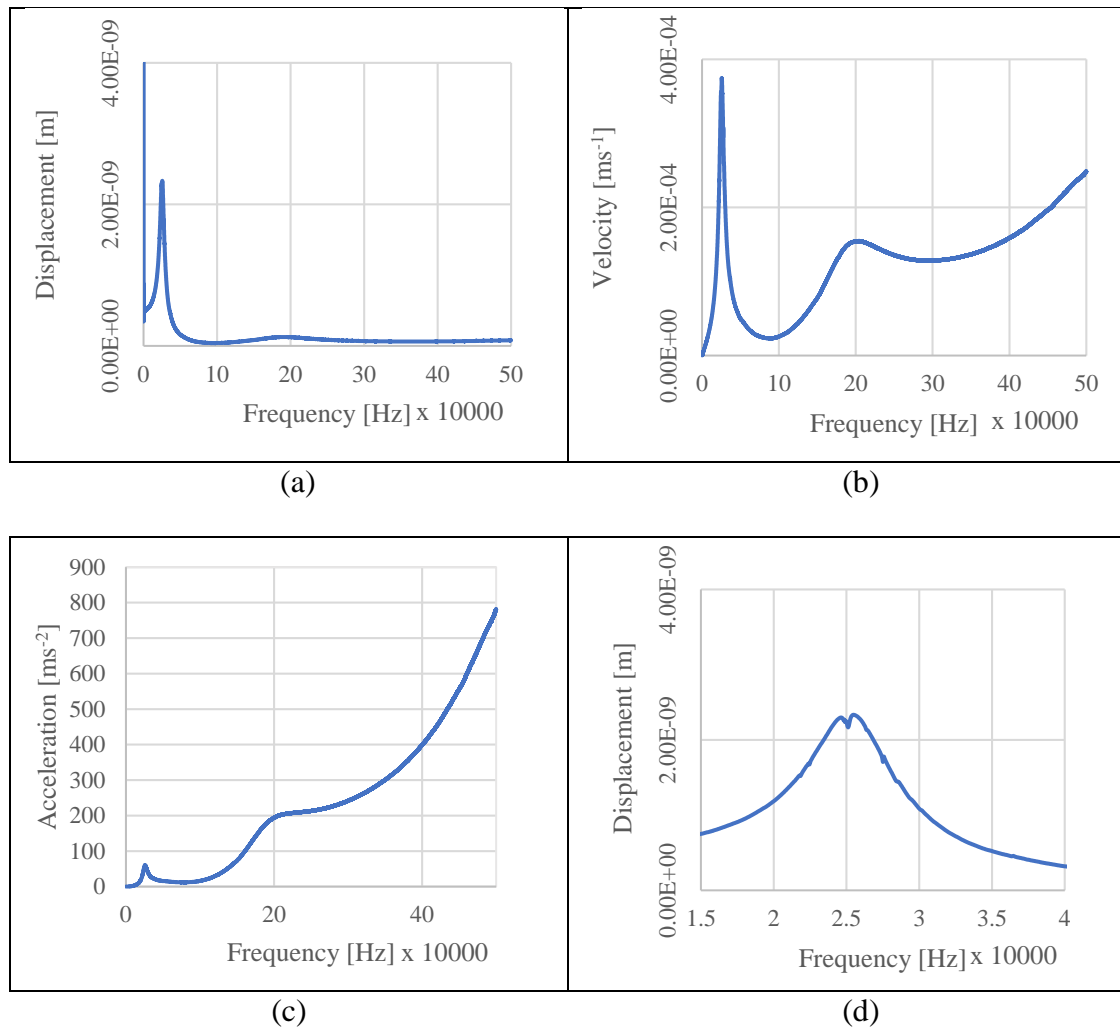 Displacement [m]
4.00E-09
2.00E-09
0.00E+00
0 10 20 30 40 50
Frequency [Hz] x 10000
(a)
Velocity [ms-1]
4.00E-04
2.00E-04
0.00E+00
0 10 20 30 40 50
Frequency [Hz] x 10000
(b)
Acceleration [ms-2]
900
800
700
600
500
400
300
200
100
0
0 20 40
Frequency [Hz] x 10000
(c)
Displacement [m]
4.00E-09
2.00E-09
0.00E+00
1.5 2 2.5 3 3.5 4
Frequency [Hz] x 10000
(d)